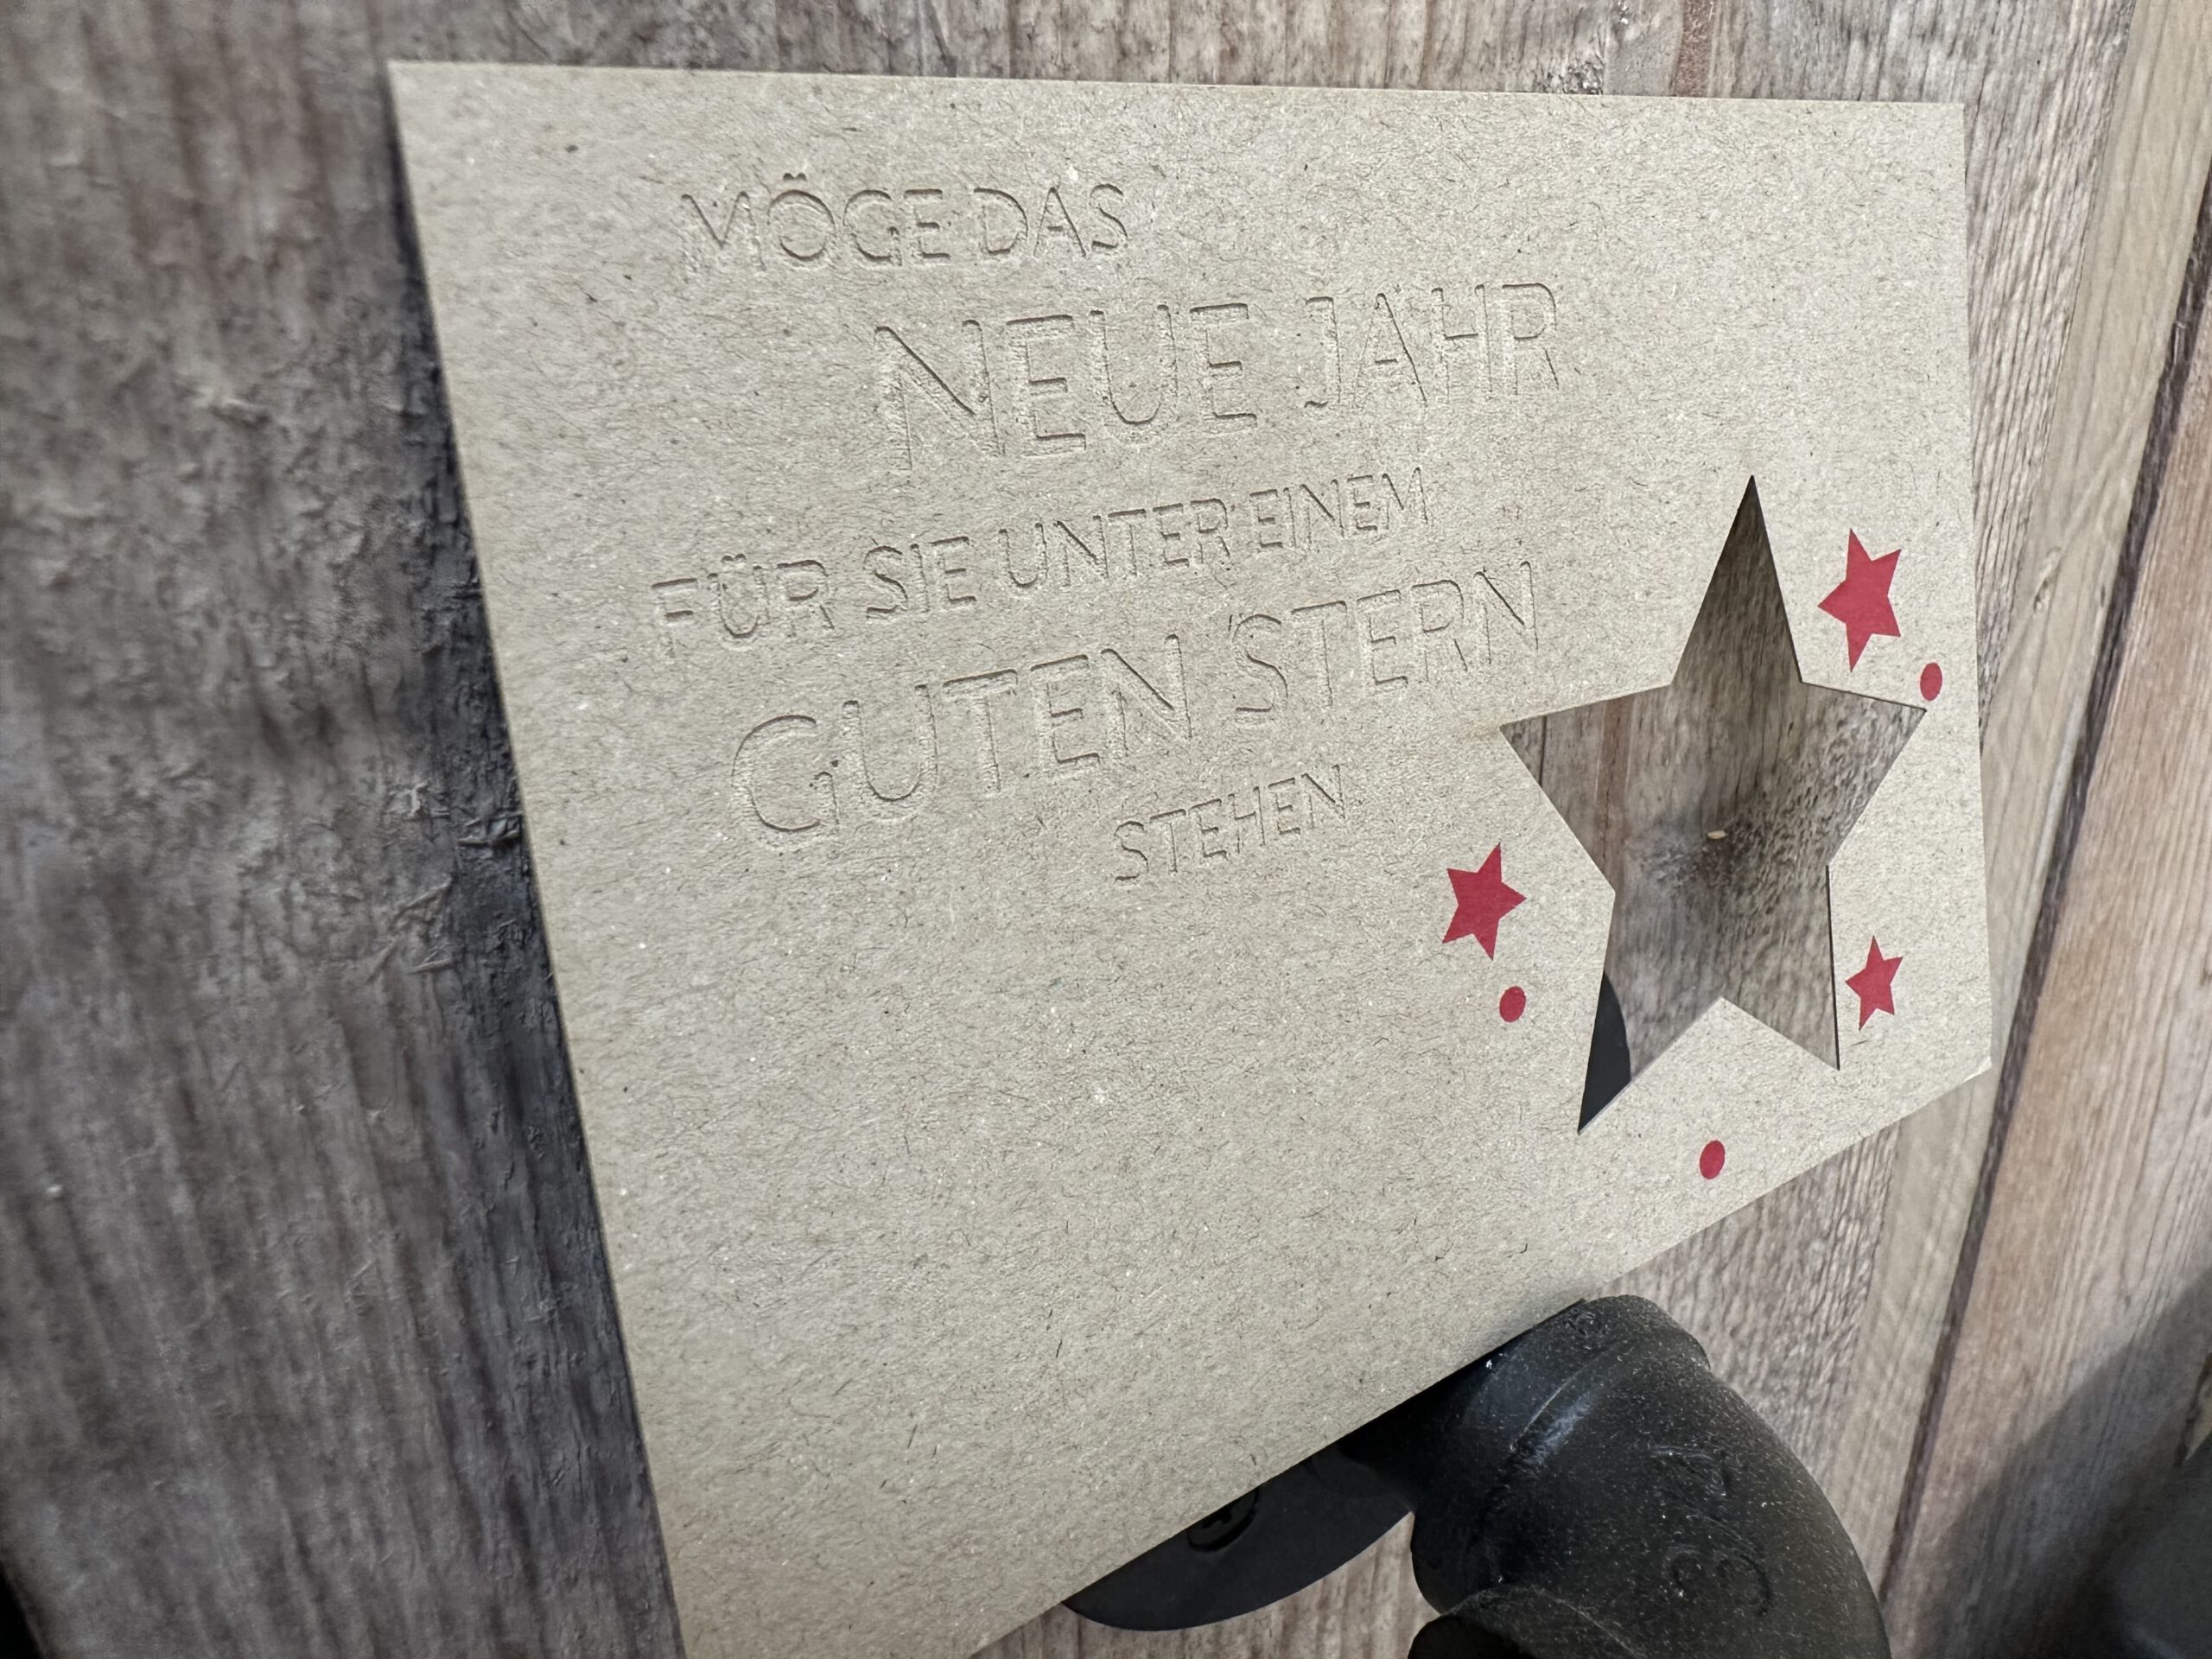 MÖGE DAS
NEUE JAHR
FÜR SIE UNTER EINEM
GUTEN STERN
STEHEN